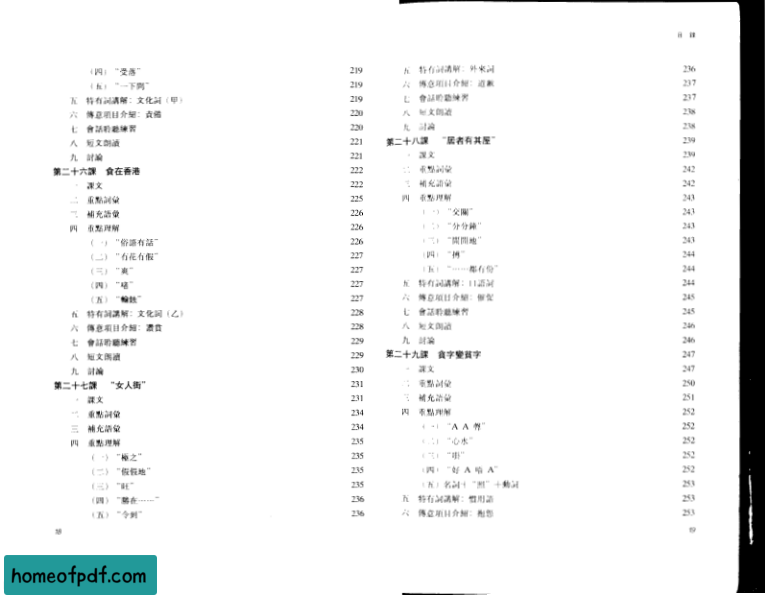 （四）“受落” 219
（五）“一下間” 219
五 特有詞講解：文化詞（甲） 219
六 傳意項目介紹：責備 220
七 會話聆聽練習 220
八 短文朗讀 221
九 討論 221
第二十六課 食在香港 222
一 課文 222
二 重點詞彙 225
三 補充語彙 226
四 重點理解 226
（一）“俗語有話” 226
（二）“有花有假” 227
（三）“爽” 227
（四） 227
（五） 227
五 特有詞講解：文化詞（乙） 228
六 傳意項目介紹：讚賞 228
七 會話聆聽練習 229
八 短文朗讀 229
九 討論 230
第二十七課 “女人街” 231
一 課文 231
二 重點詞彙 234
三 補充語彙 234
四 重點理解 235
（一）“極之” 235
（二）“假假地” 235
（三）“旺” 235
（四）“勝在……” 236
（五）“令到” 236
目錄
五 特有詞講解：外來詞 236
六 傳意項目介紹：道歉 237
七 會話聆聽練習 237
八 短文朗讀 238
九 討論 238
第二十八課 “居者有其屋” 239
一 課文 239
二 重點詞彙 242
三 補充語彙 242
四 重點理解 243
（一）“交關” 243
（二）“分分鐘” 243
（三）“間間地” 243
（四）“搏” 244
（五）“……都有份” 244
五 特有詞講解：口語詞 244
六 傳意項目介紹：催促 245
七 會話聆聽練習 245
八 短文朗讀 246
九 討論 246
第二十九課 貪字變貧字 247
一 課文 247
二 重點詞彙 250
三 補充語彙 251
四 重點理解 252
（一） 252
（二）“心水” 252
（三） 252
（四）“好 A 唔 A” 252
（五）名詞＋“照”＋動詞 253
五 特有詞講解：慣用語 253
六 傳意項目介紹：抱怨 253
homeofpdf.com